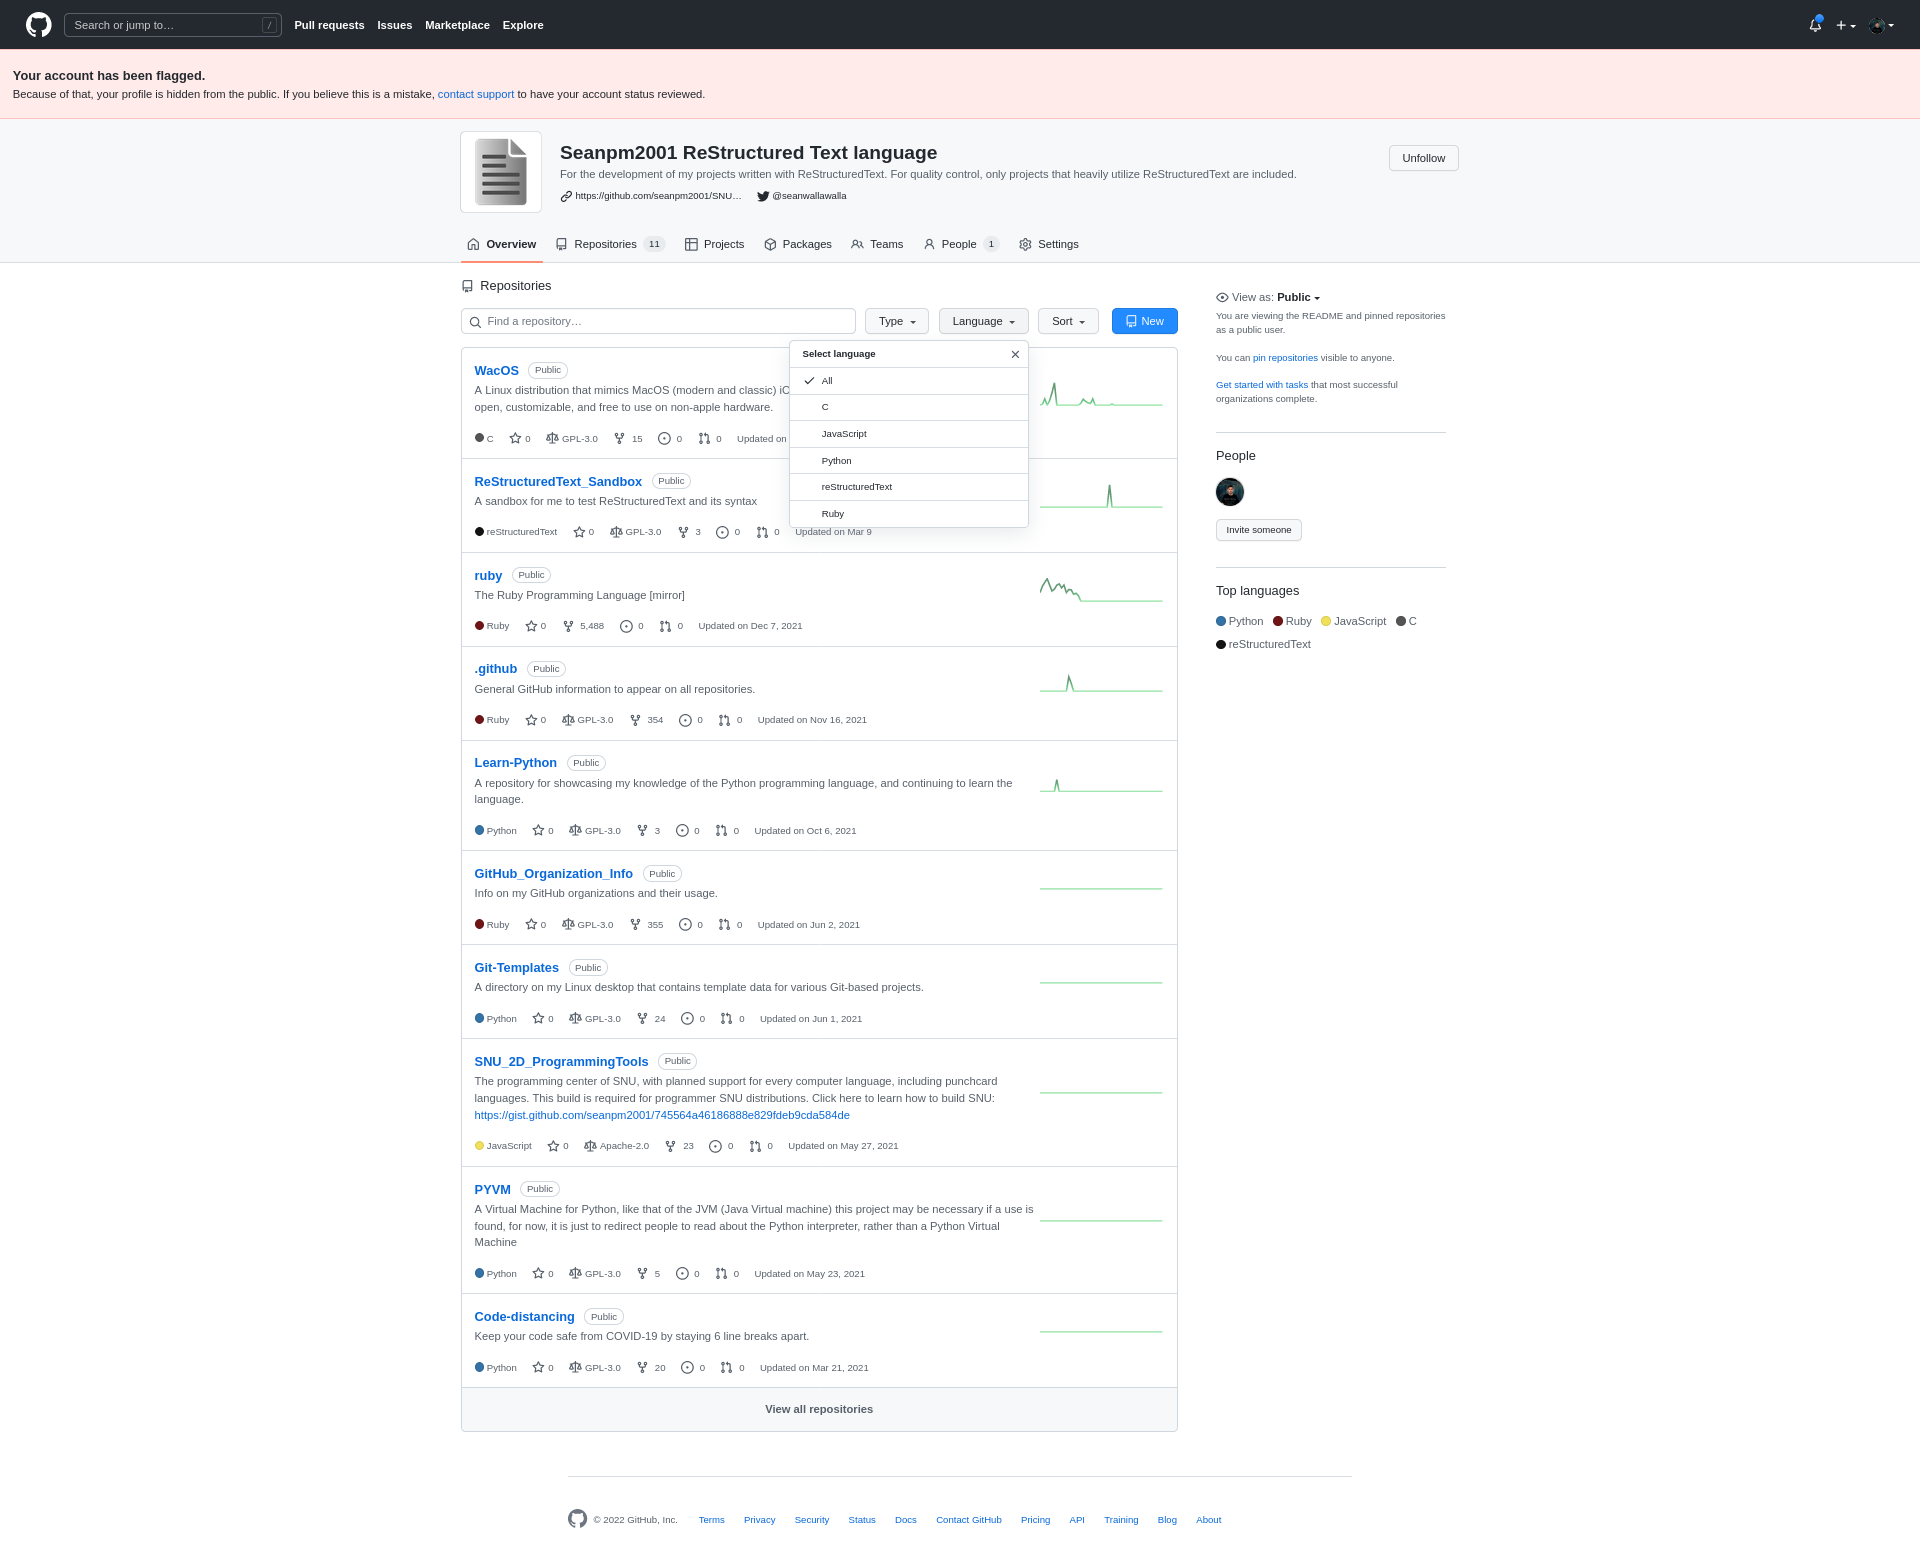 Search or jump to… /
Pull requests Issues Marketplace Explore
Your account has been flagged.
Because of that, your profile is hidden from the public. If you believe this is a mistake, contact support to have your account status reviewed.
Seanpm2001 ReStructured Text language
Unfollow
For the development of my projects written with ReStructuredText. For quality control, only projects that heavily utilize ReStructuredText are included.
https://github.com/seanpm2001/SNU… @seanwallawalla
Overview Repositories 11 Projects Packages Teams People 1 Settings
Repositories
Find a repository… Type Language Sort New
Select language
All
C
JavaScript
Python
reStructuredText
Ruby
WacOS Public
A Linux distribution that mimics MacOS (modern and classic) iO
open, customizable, and free to use on non-apple hardware.
C 0 GPL-3.0 15 0 0 Updated on
ReStructuredText_Sandbox Public
A sandbox for me to test ReStructuredText and its syntax
reStructuredText 0 GPL-3.0 3 0 0 Updated on Mar 9
ruby Public
The Ruby Programming Language [mirror]
Ruby 0 5,488 0 0 Updated on Dec 7, 2021
.github Public
General GitHub information to appear on all repositories.
Ruby 0 GPL-3.0 354 0 0 Updated on Nov 16, 2021
Learn-Python Public
A repository for showcasing my knowledge of the Python programming language, and continuing to learn the
language.
Python 0 GPL-3.0 3 0 0 Updated on Oct 6, 2021
GitHub_Organization_Info Public
Info on my GitHub organizations and their usage.
Ruby 0 GPL-3.0 355 0 0 Updated on Jun 2, 2021
Git-Templates Public
A directory on my Linux desktop that contains template data for various Git-based projects.
Python 0 GPL-3.0 24 0 0 Updated on Jun 1, 2021
SNU_2D_ProgrammingTools Public
The programming center of SNU, with planned support for every computer language, including punchcard
languages. This build is required for programmer SNU distributions. Click here to learn how to build SNU:
https://gist.github.com/seanpm2001/745564a46186888e829fdeb9cda584de
JavaScript 0 Apache-2.0 23 0 0 Updated on May 27, 2021
PYVM Public
A Virtual Machine for Python, like that of the JVM (Java Virtual machine) this project may be necessary if a use is
found, for now, it is just to redirect people to read about the Python interpreter, rather than a Python Virtual
Machine
Python 0 GPL-3.0 5 0 0 Updated on May 23, 2021
Code-distancing Public
Keep your code safe from COVID-19 by staying 6 line breaks apart.
Python 0 GPL-3.0 20 0 0 Updated on Mar 21, 2021
View all repositories
View as: Public
You are viewing the README and pinned repositories
as a public user.
You can pin repositories visible to anyone.
Get started with tasks that most successful
organizations complete.
People
Invite someone
Top languages
Python Ruby JavaScript C
reStructuredText
© 2022 GitHub, Inc. Terms Privacy Security Status Docs Contact GitHub Pricing API Training Blog About